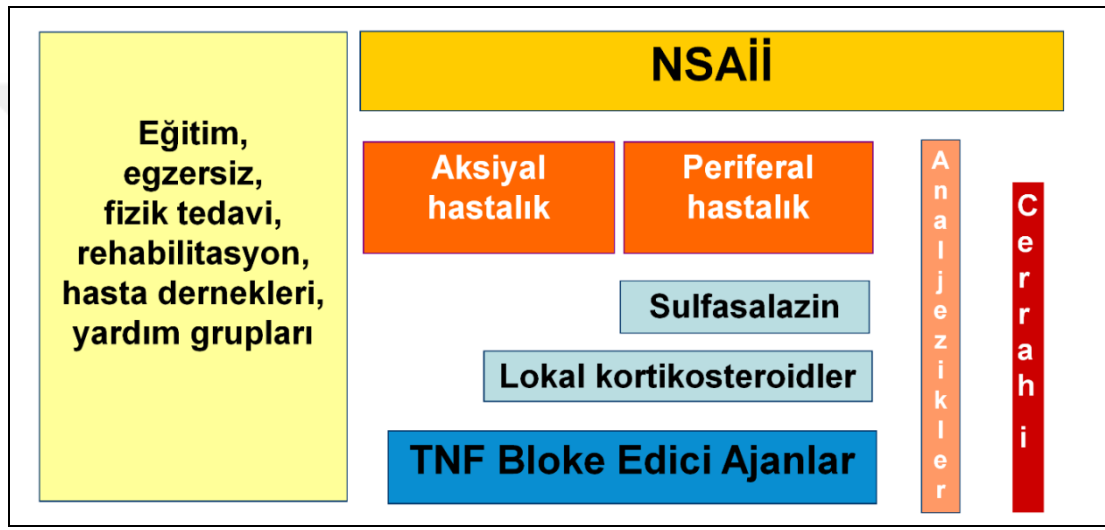 Eğitim,
egzersiz,
fizik tedavi,
rehabilitasyon,
hasta dernekleri,
yardım grupları
NSAİİ
Aksiyal
hastalık
Periferal
hastalık
Sulfasalazin
Lokal kortikosteroidler
TNF Bloke Edici Ajanlar
Analjezikler
Cerrahi